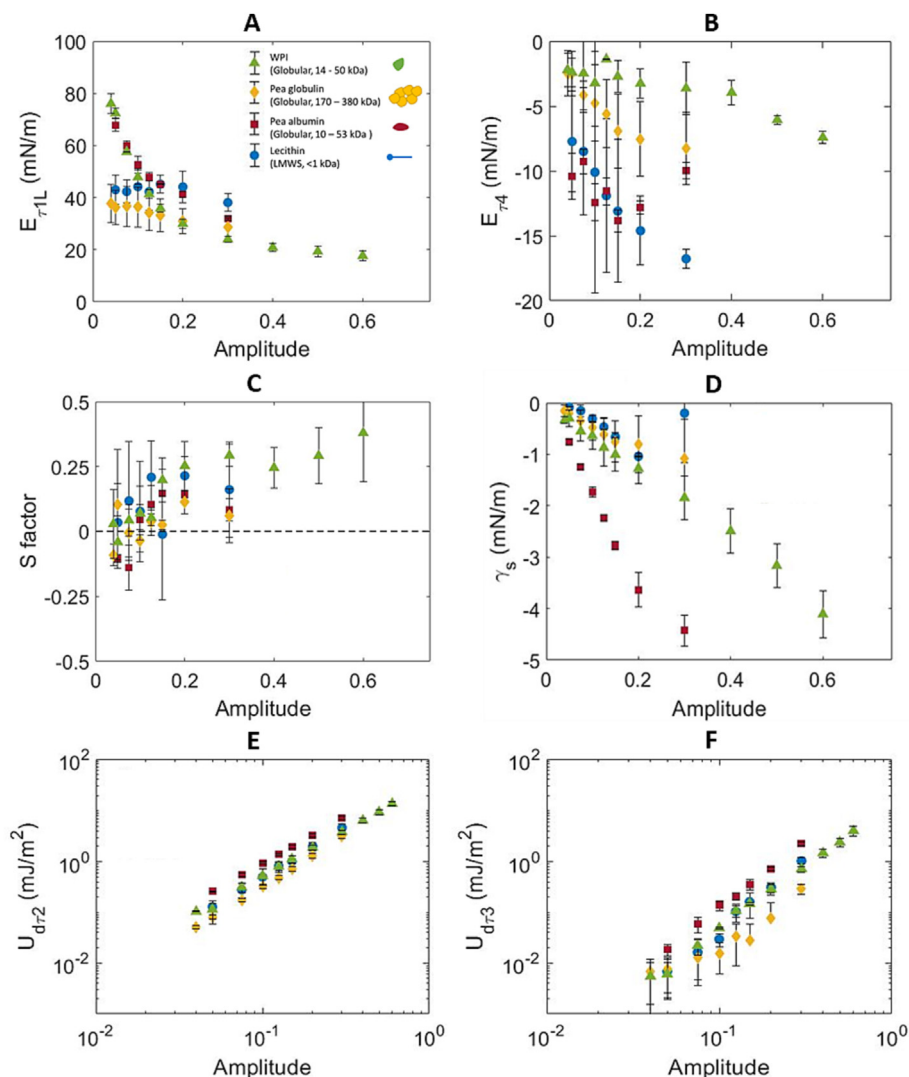 A
100
80
60
40
20
0
E_τ1L (mN/m)
0 0.2 0.4 0.6
Amplitude
WPI
(Globular, 14 - 50 kDa)
Pea globulin
(Globular, 170 – 380 kDa)
Pea albumin
(Globular, 10 – 53 kDa )
Lecithin
(LMWS, <1 kDa)
B
0
-5
-10
-15
-20
E_τ4 (mN/m)
0 0.2 0.4 0.6
Amplitude
C
0.5
0.25
0
-0.25
-0.5
S factor
0 0.2 0.4 0.6
Amplitude
D
0
-1
-2
-3
-4
-5
γ_s (mN/m)
0 0.2 0.4 0.6
Amplitude
E
10^2
10^0
10^-2
U_dτ2 (mJ/m^2)
10^-2 10^-1 10^0
Amplitude
F
10^2
10^0
10^-2
U_dτ3 (mJ/m^2)
10^-2 10^-1 10^0
Amplitude